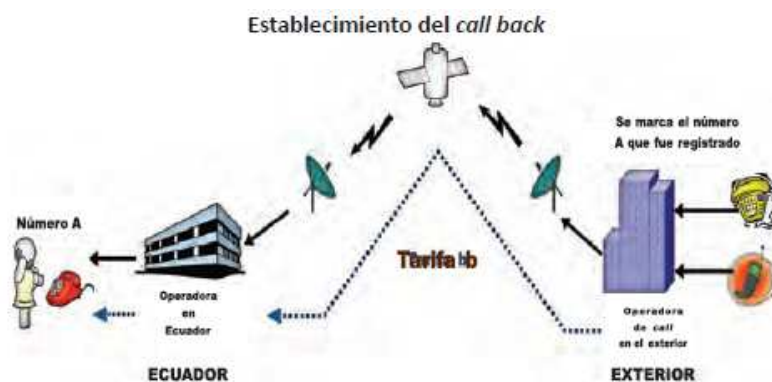 Establecimiento del call back
Se marca el número
A que fue registrado
Número A
Tarifa b
Operadora
en
Ecuador
Operadora
de call
en el exterior
ECUADOR
EXTERIOR